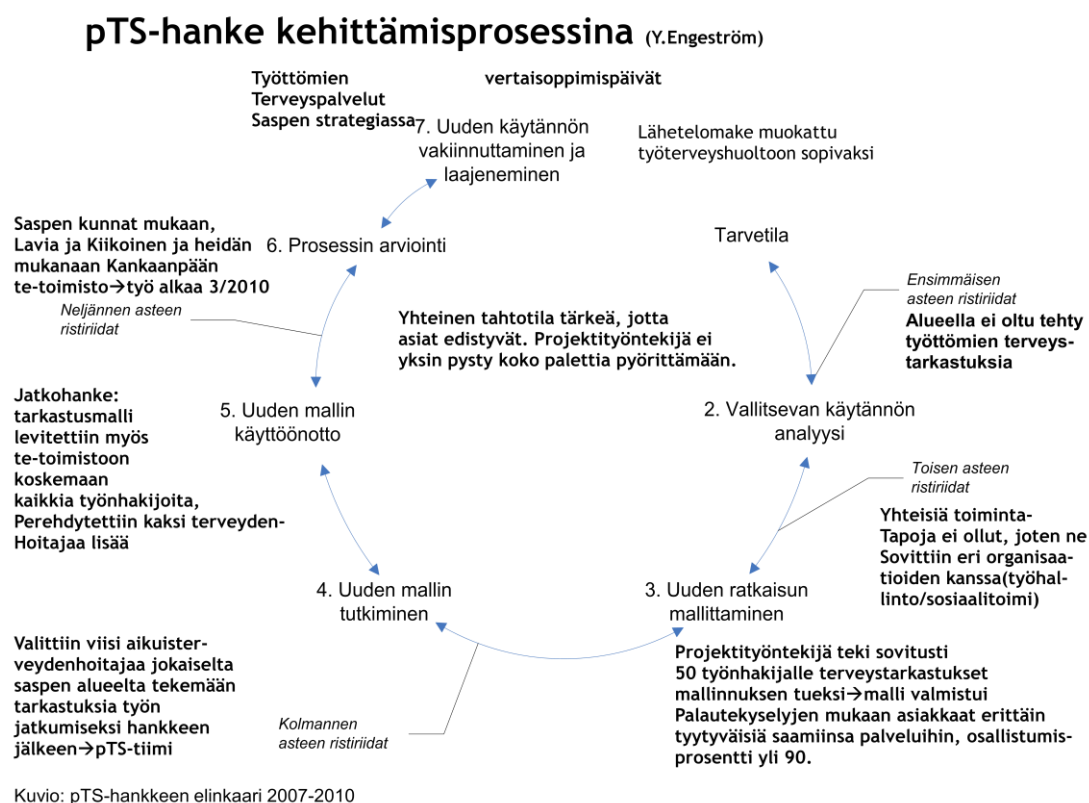 pTS-hanke kehittämisprosessina (Y.Engeström)
Työttömien
Terveyspalvelut
Saspen strategiassa
vertaisoppimispäivät
7. Uuden käytännön
vakiinnuttaminen ja
laajeneminen
Lähetelomake muokattu
työterveyshuoltoon sopivaksi
Saspen kunnat mukaan,
Lavia ja Kiikoinen ja heidän
mukanaan Kankaanpään
te-toimisto→työ alkaa 3/2010
6. Prosessin arviointi
Tarvetila
Neljännen asteen
ristiriidat
Ensimmäisen
asteen ristiriidat
Alueella ei oltu tehty
työttömien terveys-
tarkastuksia
Yhteinen tahtotila tärkeä, jotta
asiat edistyvät. Projektityöntekijä ei
yksin pysty koko palettia pyörittämään.
Jatkohanke:
tarkastusmalli
levitettiin myös
te-toimistoon
koskemaan
kaikkia työnhakijoita,
Perehdytettiin kaksi terveyden-
Hoitajaa lisää
5. Uuden mallin
käyttöönotto
2. Vallitsevan käytännön
analyysi
Toisen asteen
ristiriidat
Yhteisiä toiminta-
Tapoja ei ollut, joten ne
Sovittiin eri organisaa-
tioiden kanssa(työhal-
linto/sosiaalitoimi)
4. Uuden mallin
tutkiminen
3. Uuden ratkaisun
mallittaminen
Valittiin viisi aikuister-
veydenhoitajaa jokaiselta
saspen alueelta tekemään
tarkastuksia työn
jatkumiseksi hankkeen
jälkeen→pTS-tiimi
Kolmannen
asteen ristiriidat
Projektityöntekijä teki sovitusti
50 työnhakijalle terveystarkastukset
mallinnuksen tueksi→malli valmistui
Palautekyselyjen mukaan asiakkaat erittäin
tyytyväisiä saamiinsa palveluihin, osallistumis-
prosentti yli 90.
Kuvio: pTS-hankkeen elinkaari 2007-2010